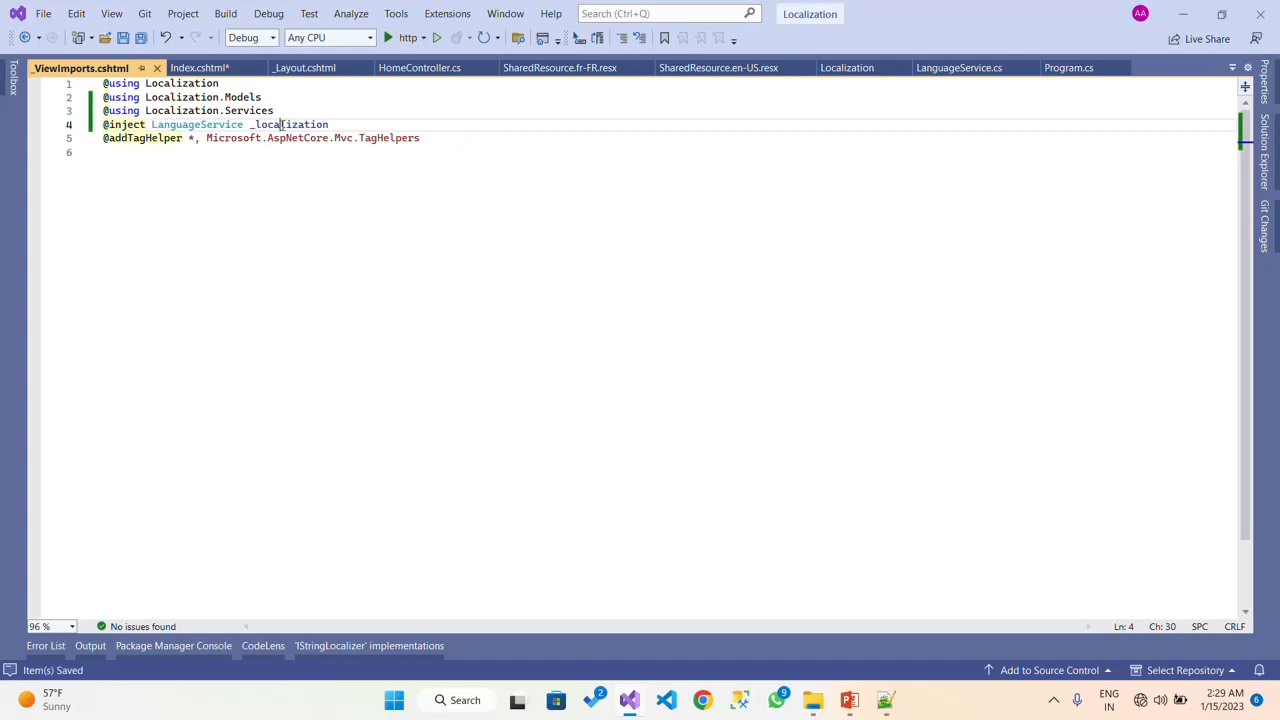 File Edit View Git Project Build Debug Test Analyze Tools Extensions Window Help Search (Ctrl+Q) Localization AA
Debug Any CPU http Live Share
_ViewImports.cshtml Index.cshtml* _Layout.cshtml HomeController.cs SharedResource.fr-FR.resx SharedResource.en-US.resx Localization LanguageService.cs Program.cs
Toolbox
Properties
Solution Explorer
Git Changes
1 @using Localization
2 @using Localization.Models
3 @using Localization.Services
4 @inject LanguageService _localization
5 @addTagHelper *, Microsoft.AspNetCore.Mvc.TagHelpers
6
96 % No issues found Ln: 4 Ch: 30 SPC CRLF
Error List Output Package Manager Console CodeLens 'IStringLocalizer' implementations
Item(s) Saved Add to Source Control Select Repository
57°F
Sunny
Search 2 9
ENG
IN
2:29 AM
1/15/2023 6